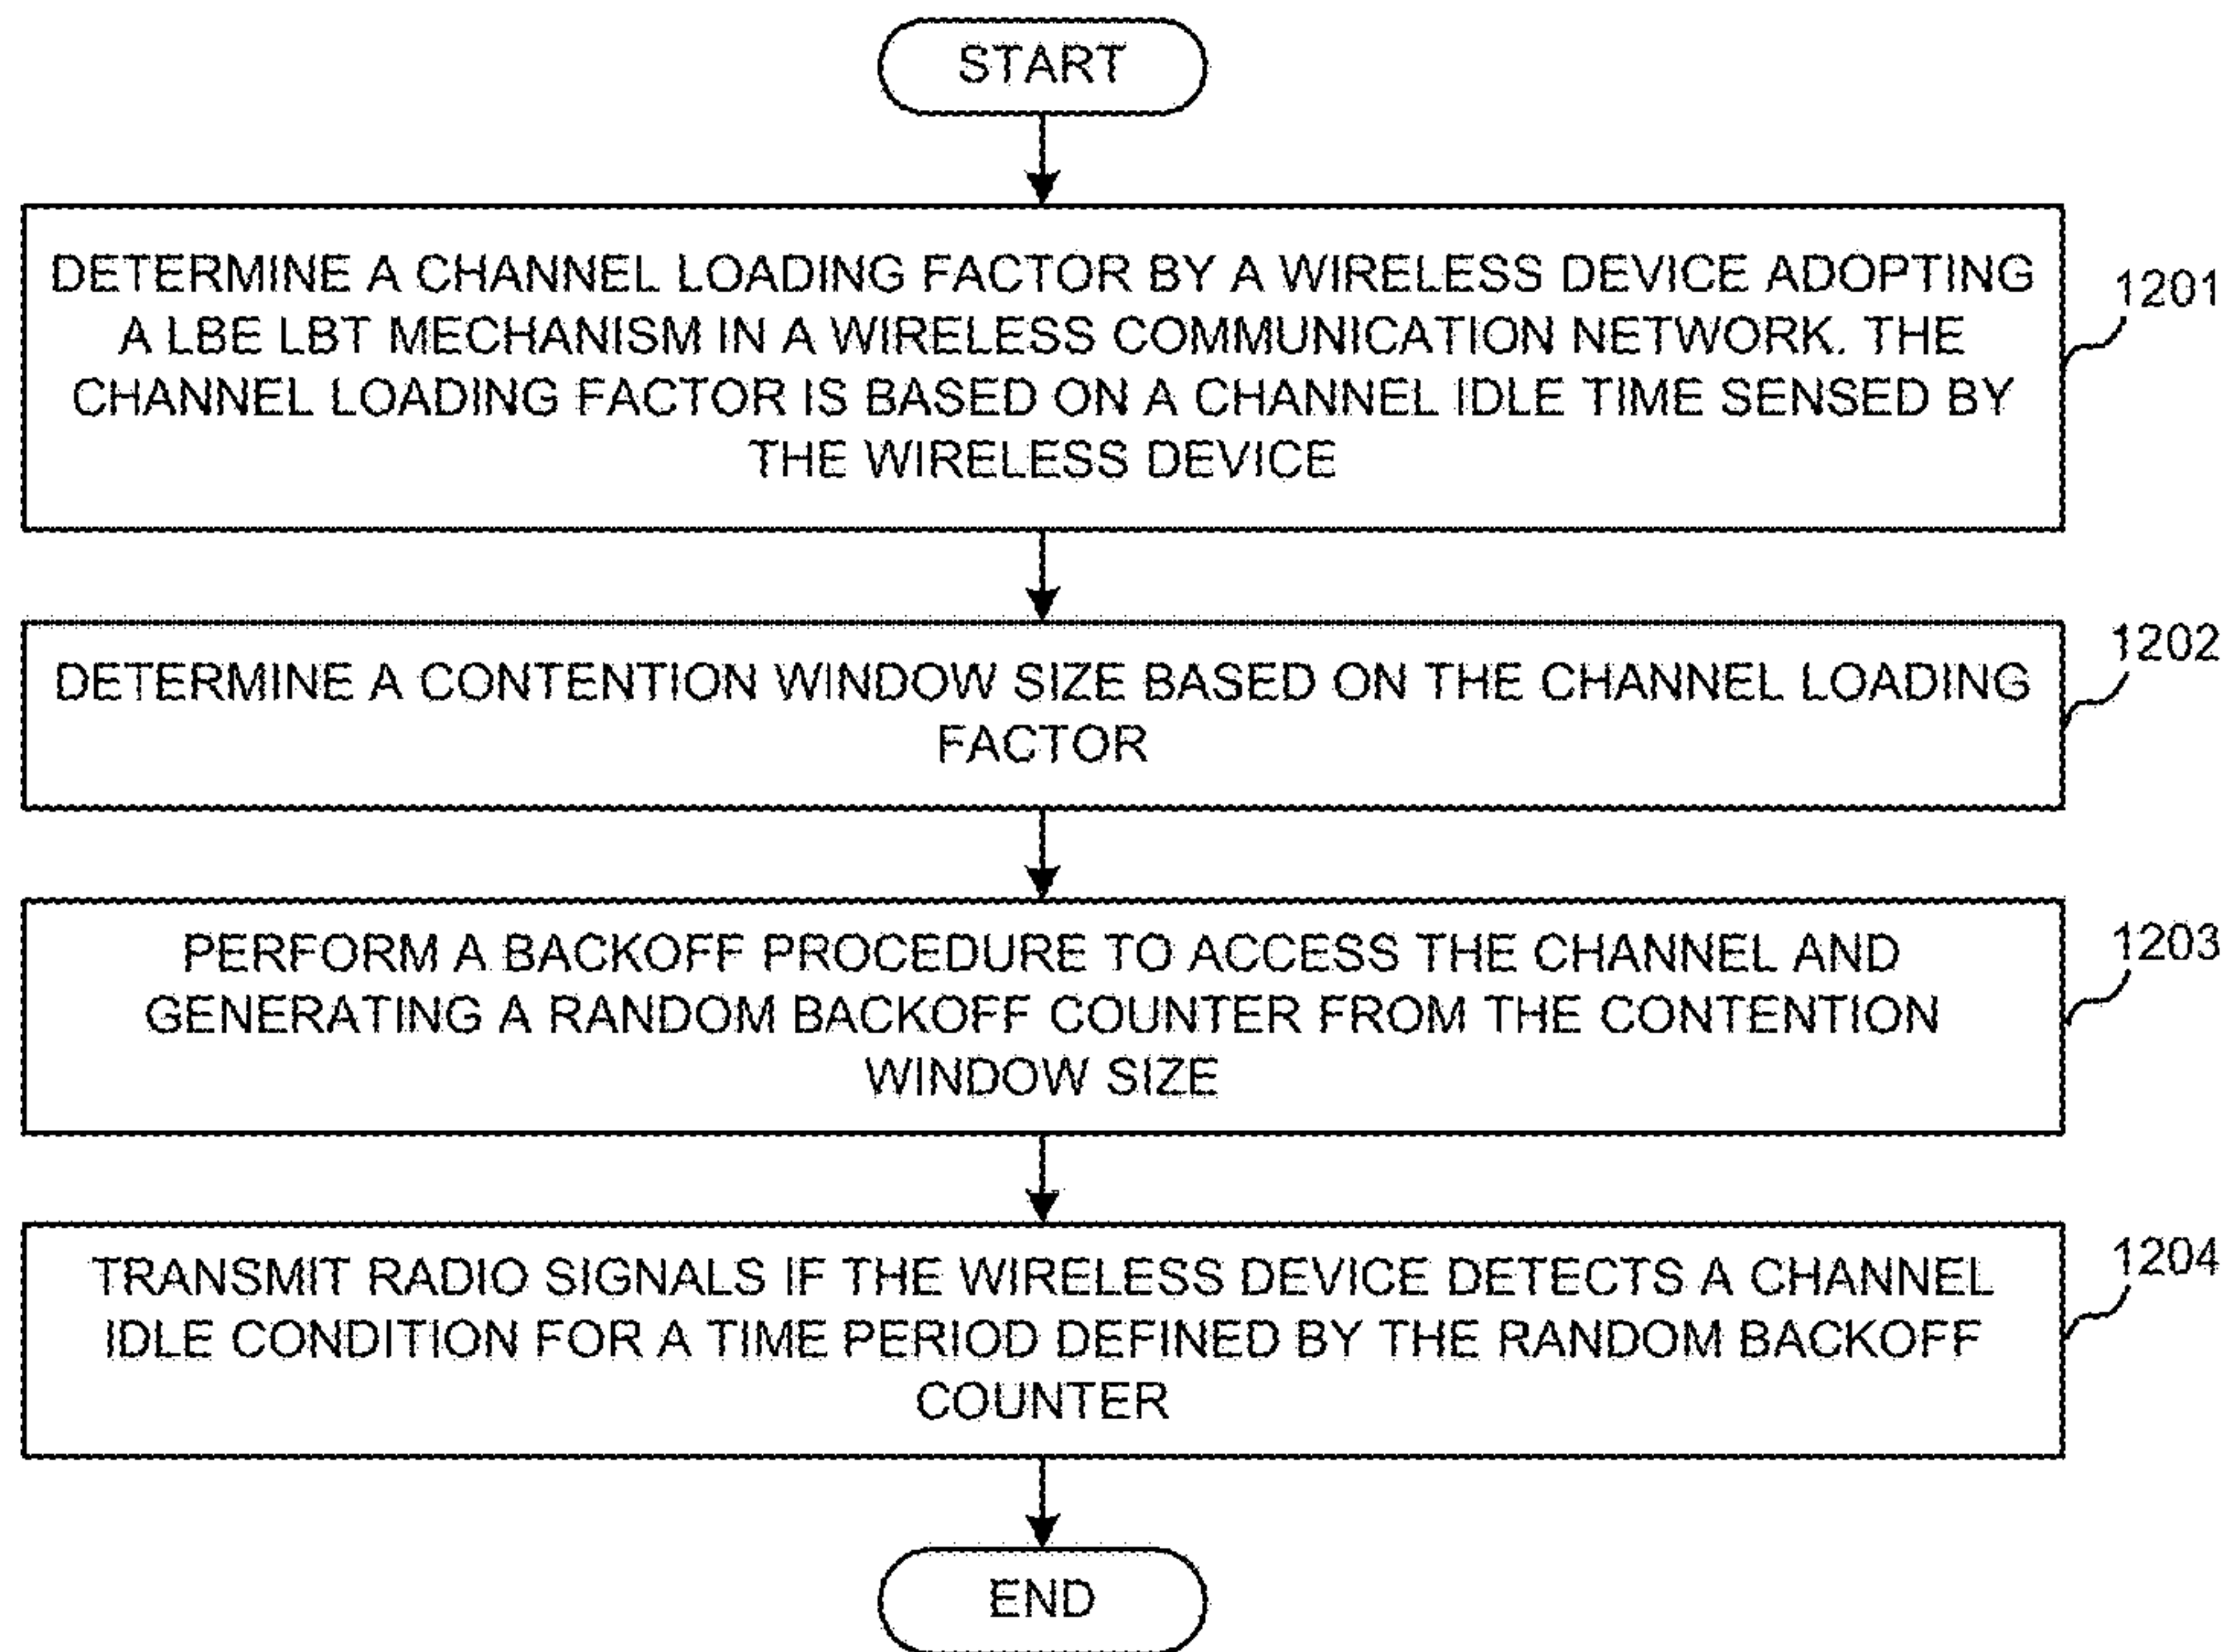 START
DETERMINE A CHANNEL LOADING FACTOR BY A WIRELESS DEVICE ADOPTING
A LBE LBT MECHANISM IN A WIRELESS COMMUNICATION NETWORK. THE
CHANNEL LOADING FACTOR IS BASED ON A CHANNEL IDLE TIME SENSED BY
THE WIRELESS DEVICE
1201
DETERMINE A CONTENTION WINDOW SIZE BASED ON THE CHANNEL LOADING
FACTOR
1202
PERFORM A BACKOFF PROCEDURE TO ACCESS THE CHANNEL AND
GENERATING A RANDOM BACKOFF COUNTER FROM THE CONTENTION
WINDOW SIZE
1203
TRANSMIT RADIO SIGNALS IF THE WIRELESS DEVICE DETECTS A CHANNEL
IDLE CONDITION FOR A TIME PERIOD DEFINED BY THE RANDOM BACKOFF
COUNTER
1204
END